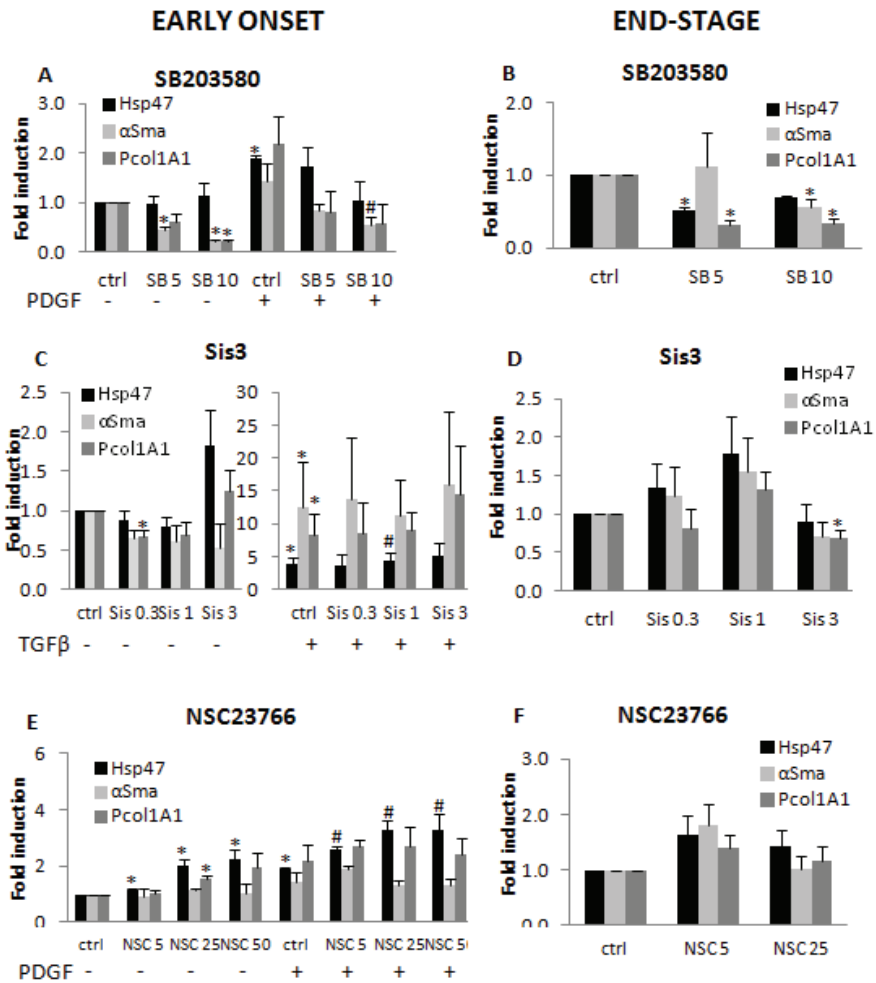 EARLY ONSET
END-STAGE
A
SB203580
Hsp47
αSma
Pcol1A1
Fold induction
3.0
2.0
1.0
0.0
*
**
*
#
ctrl SB 5 SB 10 ctrl SB 5 SB 10
PDGF - - - + + +
B
SB203580
Hsp47
αSma
Pcol1A1
Fold induction
2.0
1.0
0.0
* * * *
ctrl SB 5 SB 10
C
Sis3
Hsp47
αSma
Pcol1A1
Fold induction
2.5
2.0
1.5
1.0
0.5
0.0
*
30
25
20
15
10
5
0
* * * #
ctrl Sis 0.3 Sis 1 Sis 3 ctrl Sis 0.3 Sis 1 Sis 3
TGFβ - - - - + + + +
D
Sis3
Hsp47
αSma
Pcol1A1
Fold induction
2.5
2.0
1.5
1.0
0.5
0.0
*
ctrl Sis 0.3 Sis 1 Sis 3
E
NSC23766
Hsp47
αSma
Pcol1A1
Fold induction
6
4
2
0
* * * * * # # #
ctrl NSC 5 NSC 25 NSC 50 ctrl NSC 5 NSC 25 NSC 50
PDGF - - - - + + + +
F
NSC23766
Hsp47
αSma
Pcol1A1
Fold induction
3.0
2.0
1.0
0.0
ctrl NSC 5 NSC 25